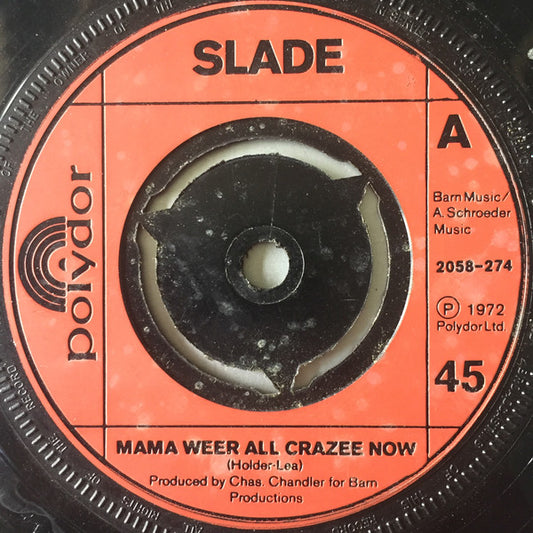 SLADE
A
polydor
Barn Music/
A. Schroeder
Music
2058-274
Ⓟ 1972
Polydor Ltd.
45
MAMA WEER ALL CRAZEE NOW
(Holder-Lea)
Produced by Chas. Chandler for Barn
Productions